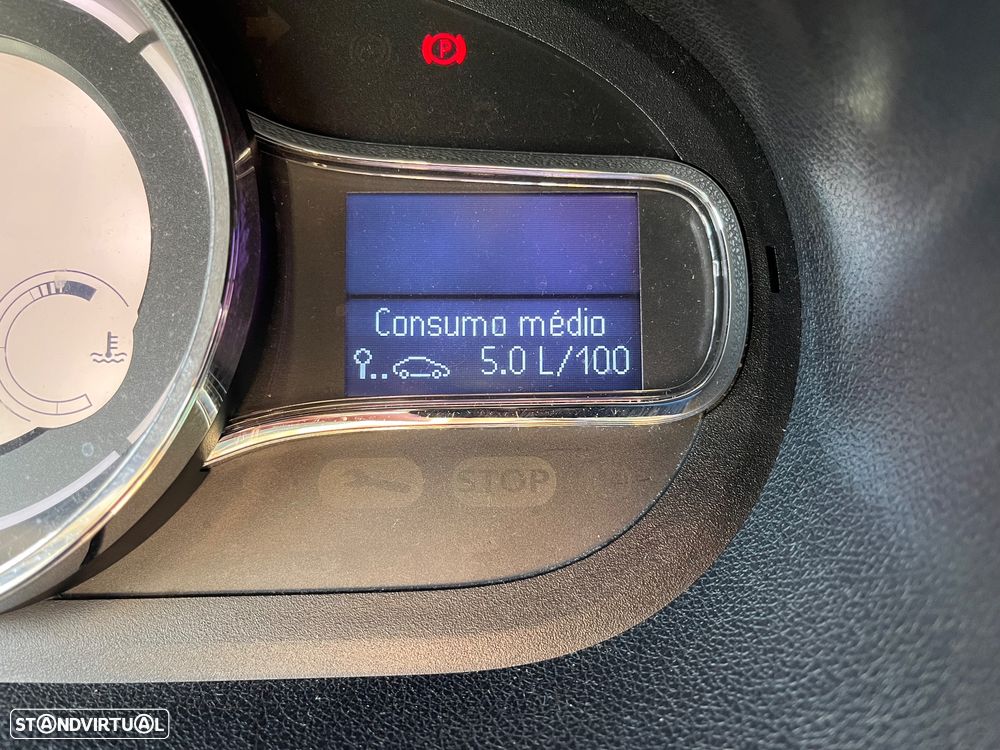 P
Consumo médio
5.0 L/100
STOP
STANDVIRTUAL